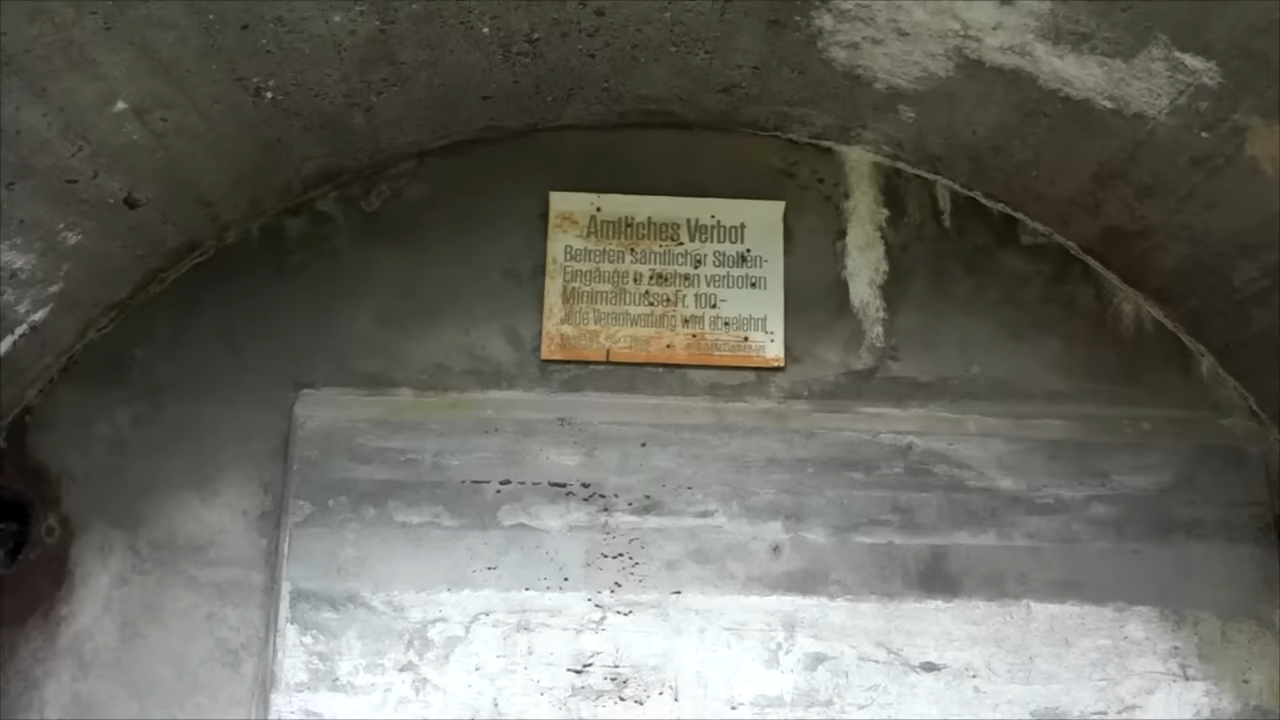 Amtliches Verbot
Betreten sämtlicher Stollen-
Eingänge u. Zechen verboten
Minimalbusse Fr. 100.-
Jede Verantwortung wird abgelehnt.